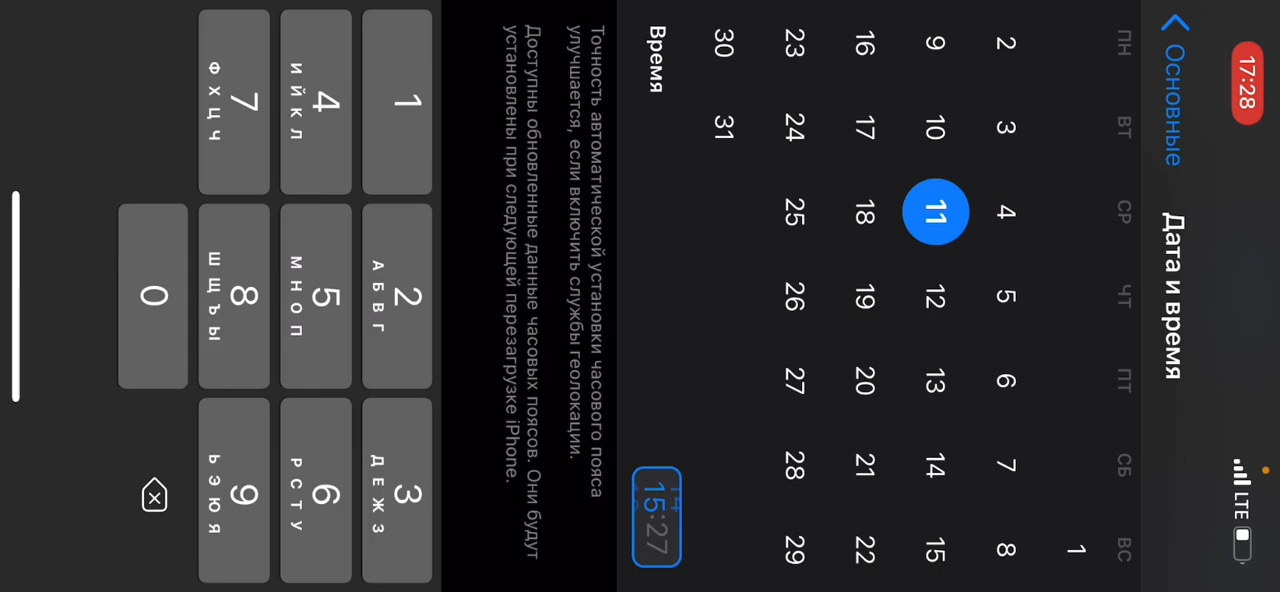 17:28
LTE
Основные
Дата и время
ПН ВТ СР ЧТ ПТ СБ ВС
1
2 3 4 5 6 7 8
9 10 11 12 13 14 15
16 17 18 19 20 21 22
23 24 25 26 27 28 29
30 31
Время
15:27
Точность автоматической установки часового пояса
улучшается, если включить службы геолокации.
Доступны обновленные данные часовых поясов. Они будут
установлены при следующей перезагрузке iPhone.
1 2 3
АБВГ ДЕЖЗ
4 5 6
ИЙКЛ МНОП РСТУ
7 8 9
ФХЦЧ ШЩЪЫ ЬЭЮЯ
0